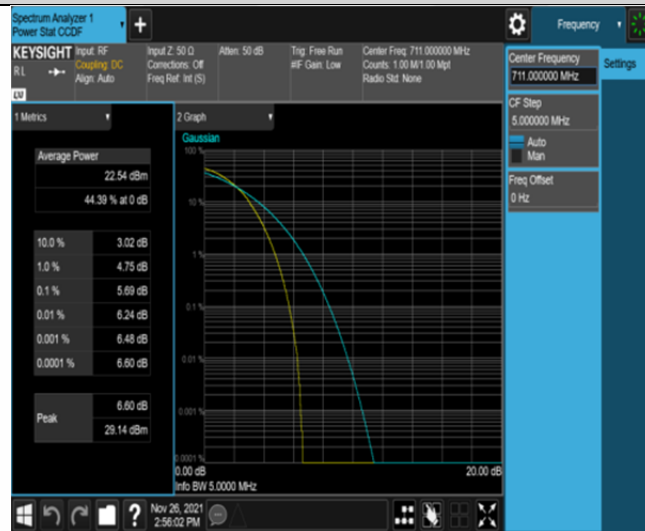 Spectrum Analyzer 1
Power Stat CCDF
+
Frequency
KEYSIGHT
RL
LXI
Input: RF
Coupling: DC
Align: Auto
Input Z: 50 Ω
Corrections: Off
Freq Ref: Int (S)
Atten: 50 dB
Trig: Free Run
#IF Gain: Low
Center Freq: 711.000000 MHz
Counts: 1.00 M/1.00 Mpt
Radio Std: None
Center Frequency
711.000000 MHz
Settings
CF Step
5.000000 MHz
Auto
Man
Freq Offset
0 Hz
1 Metrics
Average Power
22.54 dBm
44.39 % at 0 dB
10.0 % 3.02 dB
1.0 % 4.75 dB
0.1 % 5.69 dB
0.01 % 6.24 dB
0.001 % 6.48 dB
0.0001 % 6.60 dB
Peak
6.60 dB
29.14 dBm
2 Graph
Gaussian
100 %
10 %
1 %
0.1 %
0.01 %
0.001 %
0.0001 %
0.00 dB
20.00 dB
Info BW 5.0000 MHz
?
Nov 26, 2021
2:56:02 PM